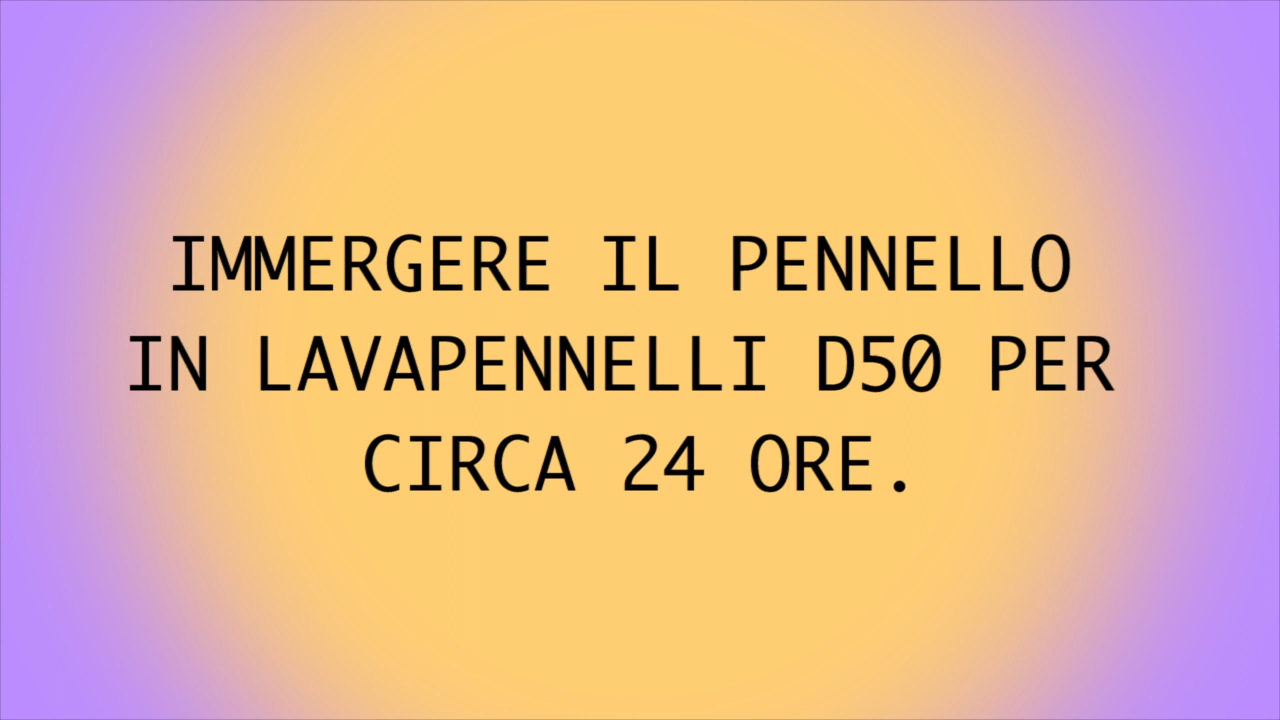 IMMERGERE IL PENNELLO
IN LAVAPENNELLI D50 PER
CIRCA 24 ORE.